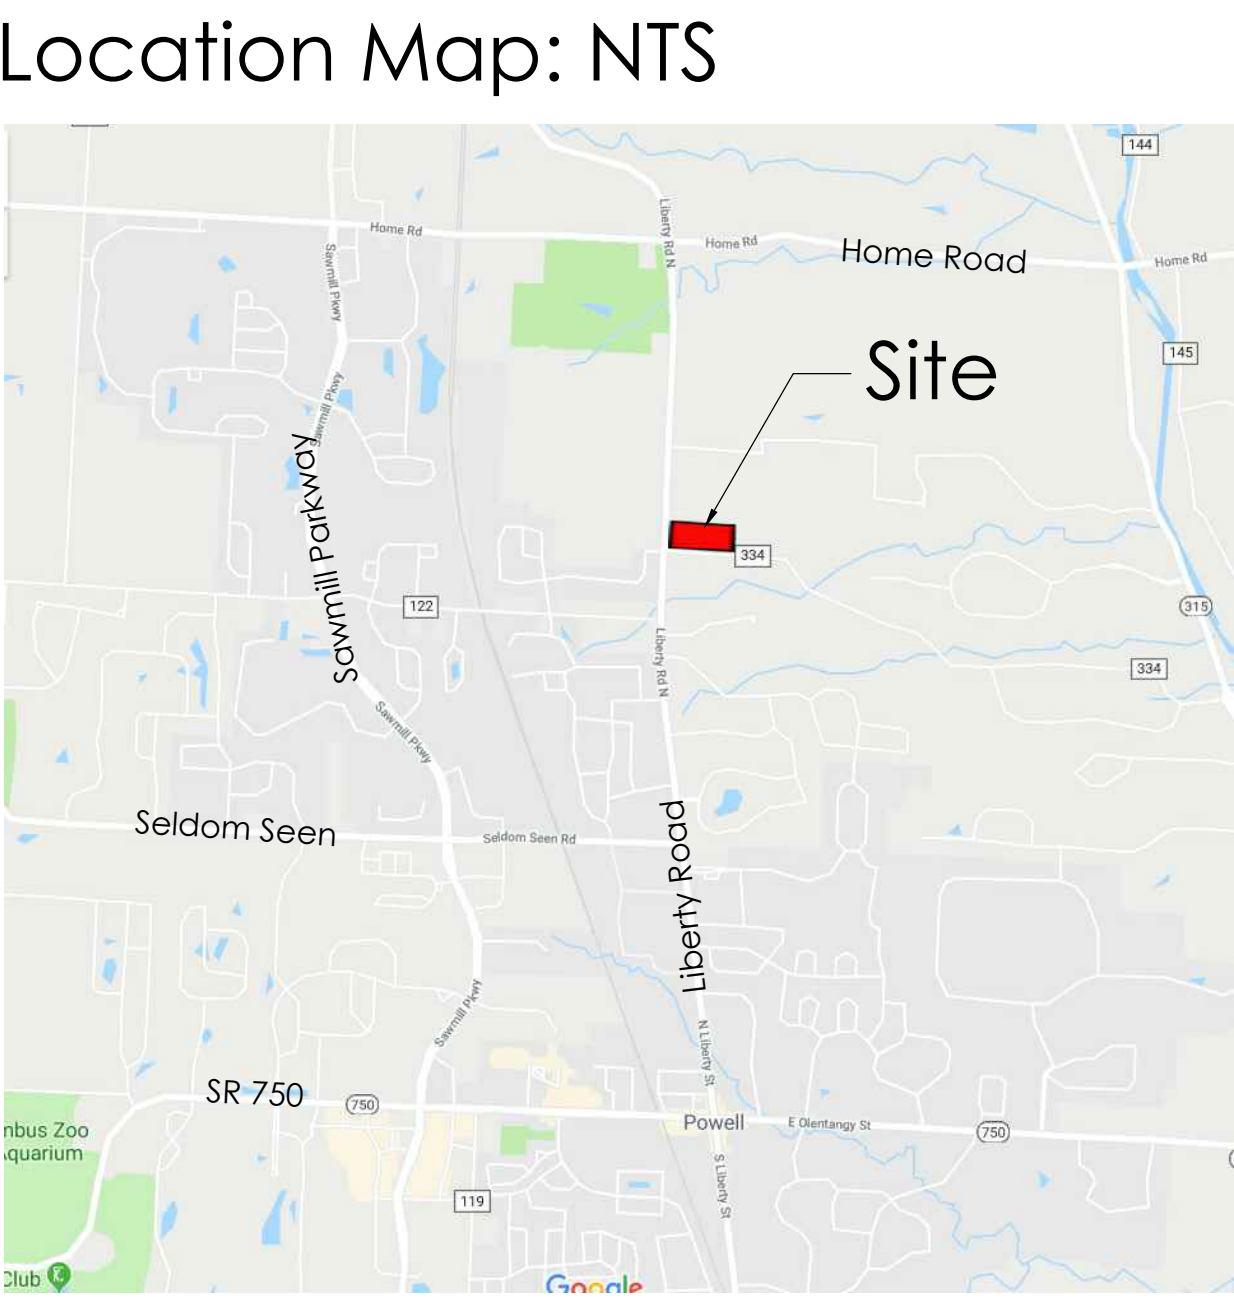 Location Map: NTS
144
Liberty Rd N
Home Rd
Sawmill Pkwy
Home Rd
Home Road
Home Rd
Site
145
Sawmill Pkwy
Sawmill Parkway
334
122
315
Liberty Rd N
334
Sawmill Pkwy
Seldom Seen
Seldom Seen Rd
Liberty Road
Sawmill Pkwy
N Liberty St
SR 750
750
Powell
E Olentangy St
750
mbus Zoo
quarium
S Liberty St
119
Club
Google